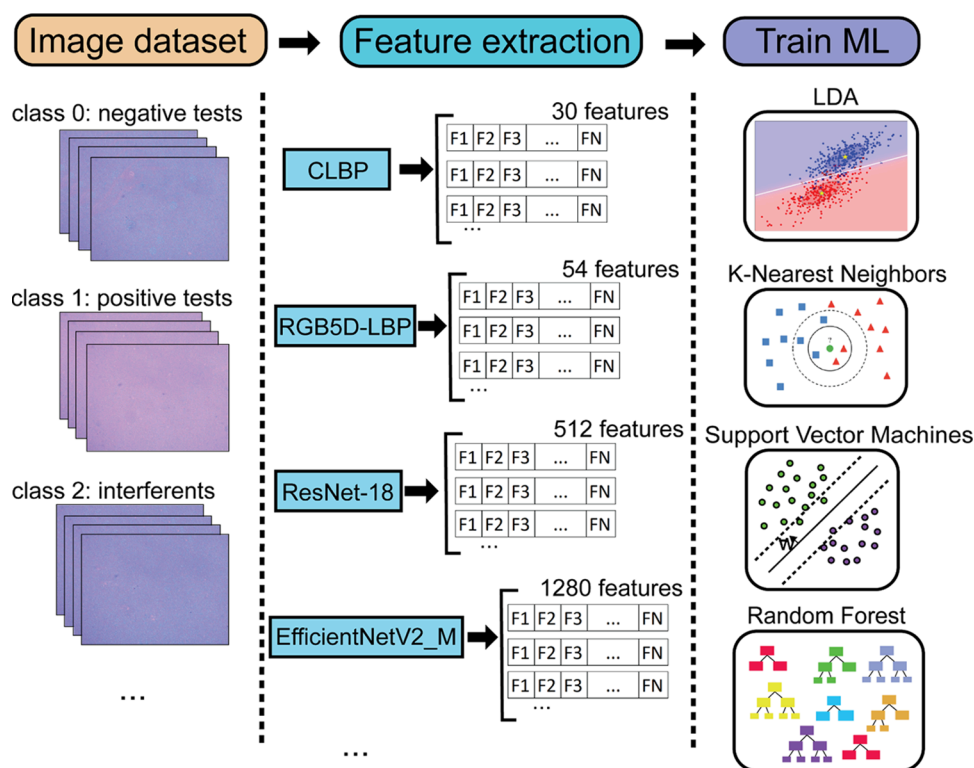 Image dataset
Feature extraction
Train ML
class 0: negative tests
class 1: positive tests
class 2: interferents
...
CLBP
30 features
F1 F2 F3 ... FN
F1 F2 F3 ... FN
F1 F2 F3 ... FN
...
RGB5D-LBP
54 features
F1 F2 F3 ... FN
F1 F2 F3 ... FN
F1 F2 F3 ... FN
...
ResNet-18
512 features
F1 F2 F3 ... FN
F1 F2 F3 ... FN
F1 F2 F3 ... FN
...
EfficientNetV2_M
1280 features
F1 F2 F3 ... FN
F1 F2 F3 ... FN
F1 F2 F3 ... FN
...
...
LDA
K-Nearest Neighbors
?
Support Vector Machines
W
Random Forest